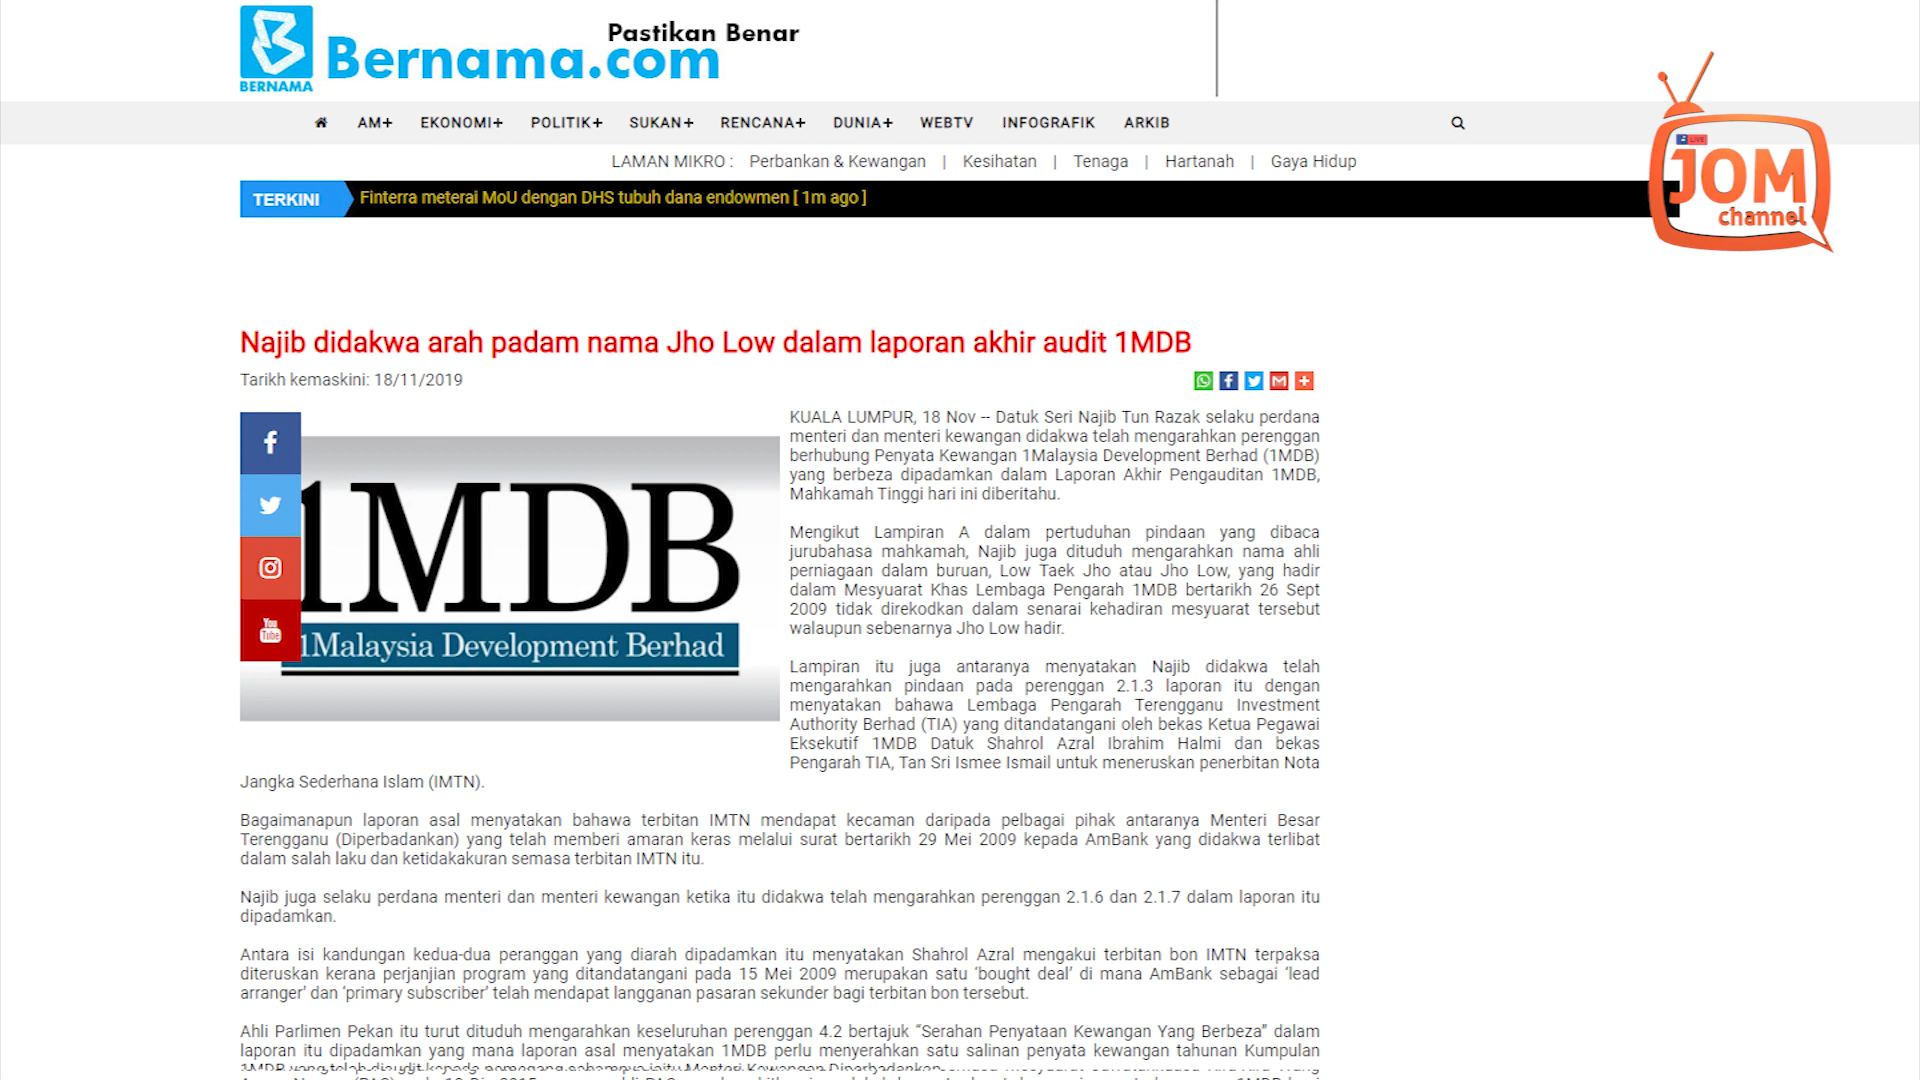 BERNAMA
Pastikan Benar
Bernama.com
AM+ EKONOMI+ POLITIK+ SUKAN+ RENCANA+ DUNIA+ WEBTV INFOGRAFIK ARKIB
LAMAN MIKRO : Perbankan & Kewangan | Kesihatan | Tenaga | Hartanah | Gaya Hidup
TERKINI Finterra meterai MoU dengan DHS tubuh dana endowmen [ 1m ago ]
LIVE
JOM
channel
Najib didakwa arah padam nama Jho Low dalam laporan akhir audit 1MDB
Tarikh kemaskini: 18/11/2019
You
Tube
1MDB
1Malaysia Development Berhad
KUALA LUMPUR, 18 Nov -- Datuk Seri Najib Tun Razak selaku perdana
menteri dan menteri kewangan didakwa telah mengarahkan perenggan
berhubung Penyata Kewangan 1Malaysia Development Berhad (1MDB)
yang berbeza dipadamkan dalam Laporan Akhir Pengauditan 1MDB,
Mahkamah Tinggi hari ini diberitahu.
Mengikut Lampiran A dalam pertuduhan pindaan yang dibaca
jurubahasa mahkamah, Najib juga dituduh mengarahkan nama ahli
perniagaan dalam buruan, Low Taek Jho atau Jho Low, yang hadir
dalam Mesyuarat Khas Lembaga Pengarah 1MDB bertarikh 26 Sept
2009 tidak direkodkan dalam senarai kehadiran mesyuarat tersebut
walaupun sebenarnya Jho Low hadir.
Lampiran itu juga antaranya menyatakan Najib didakwa telah
mengarahkan pindaan pada perenggan 2.1.3 laporan itu dengan
menyatakan bahawa Lembaga Pengarah Terengganu Investment
Authority Berhad (TIA) yang ditandatangani oleh bekas Ketua Pegawai
Eksekutif 1MDB Datuk Shahrol Azral Ibrahim Halmi dan bekas
Pengarah TIA, Tan Sri Ismee Ismail untuk meneruskan penerbitan Nota
Jangka Sederhana Islam (IMTN).
Bagaimanapun laporan asal menyatakan bahawa terbitan IMTN mendapat kecaman daripada pelbagai pihak antaranya Menteri Besar
Terengganu (Diperbadankan) yang telah memberi amaran keras melalui surat bertarikh 29 Mei 2009 kepada AmBank yang didakwa terlibat
dalam salah laku dan ketidakakuran semasa terbitan IMTN itu.
Najib juga selaku perdana menteri dan menteri kewangan ketika itu didakwa telah mengarahkan perenggan 2.1.6 dan 2.1.7 dalam laporan itu
dipadamkan.
Antara isi kandungan kedua-dua peranggan yang diarah dipadamkan itu menyatakan Shahrol Azral mengakui terbitan bon IMTN terpaksa
diteruskan kerana perjanjian program yang ditandatangani pada 15 Mei 2009 merupakan satu ‘bought deal’ di mana AmBank sebagai ‘lead
arranger’ dan ‘primary subscriber’ telah mendapat langganan pasaran sekunder bagi terbitan bon tersebut.
Ahli Parlimen Pekan itu turut dituduh mengarahkan keseluruhan perenggan 4.2 bertajuk “Serahan Penyataan Kewangan Yang Berbeza” dalam
laporan itu dipadamkan yang mana laporan asal menyatakan 1MDB perlu menyerahkan satu salinan penyata kewangan tahunan Kumpulan